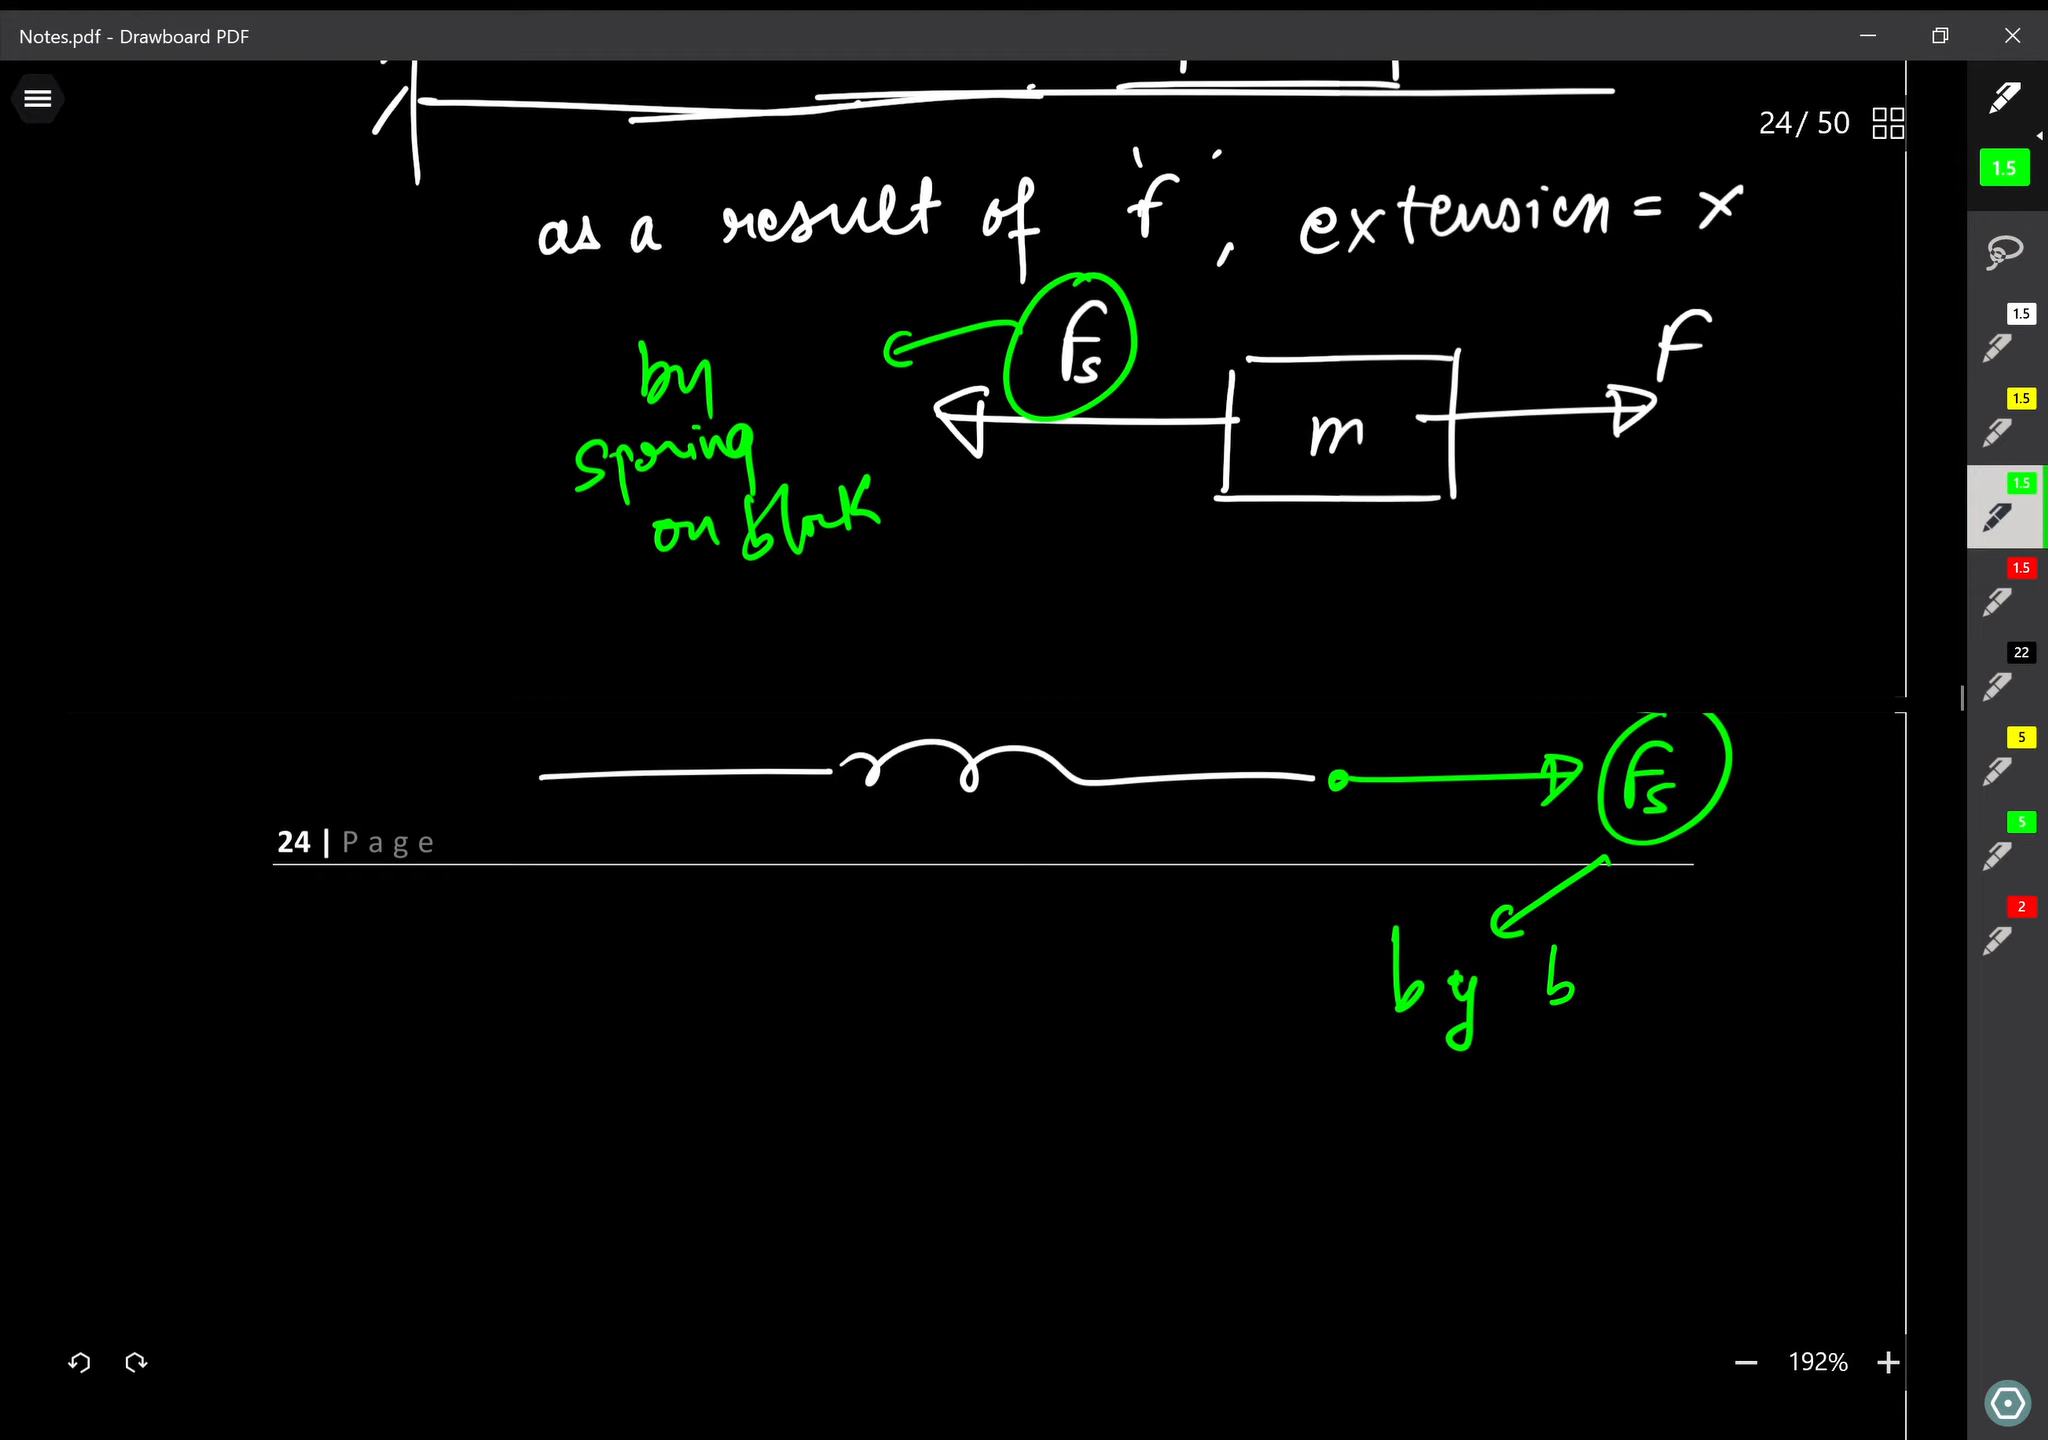 Notes.pdf - Drawboard PDF
24/ 50
1.5
as a result of 'f', extension = x
fs
F
by
spring
on block
m
1.5
1.5
1.5
1.5
22
5
5
2
Fs
24 | Page
by b
192%